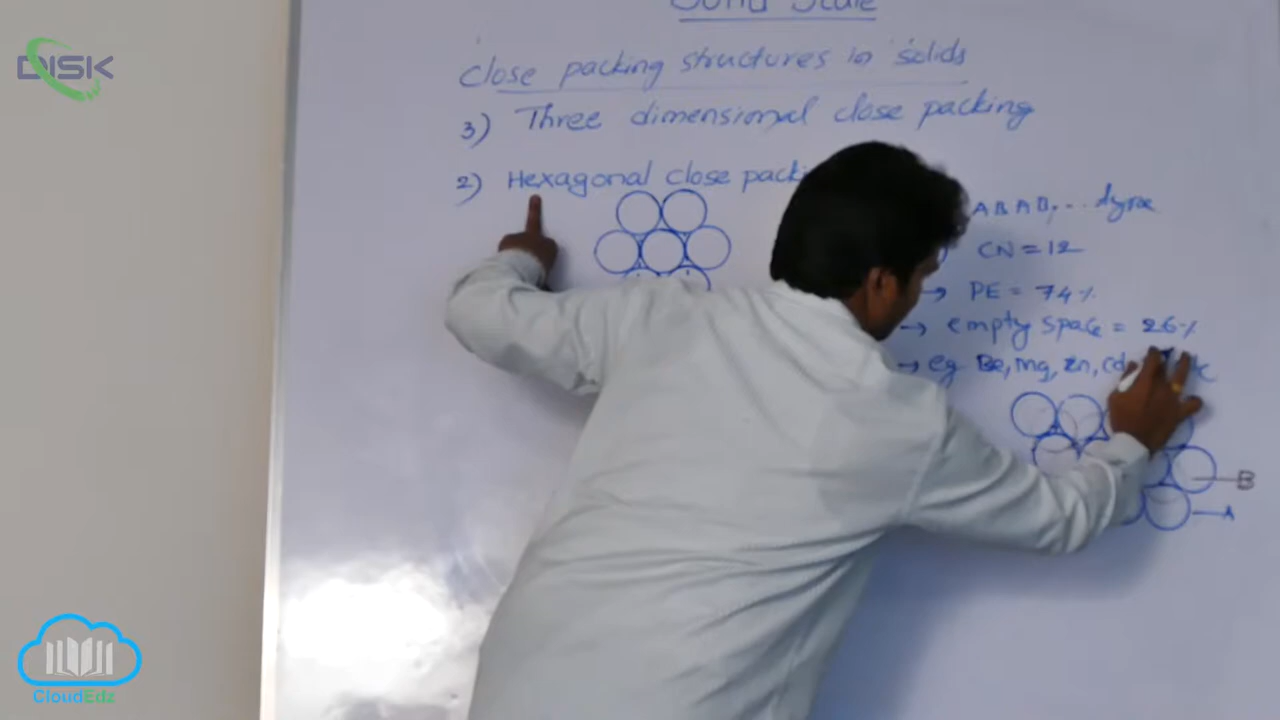 DISK
Solid State
Close packing structures in solids
3) Three dimensional close packing
2) Hexagonal close packi
ABAB... type
CN = 12
→ PE = 74%
→ empty space = 26%
→ eg Be, Mg, Zn, Cd
B
A
CloudEdz